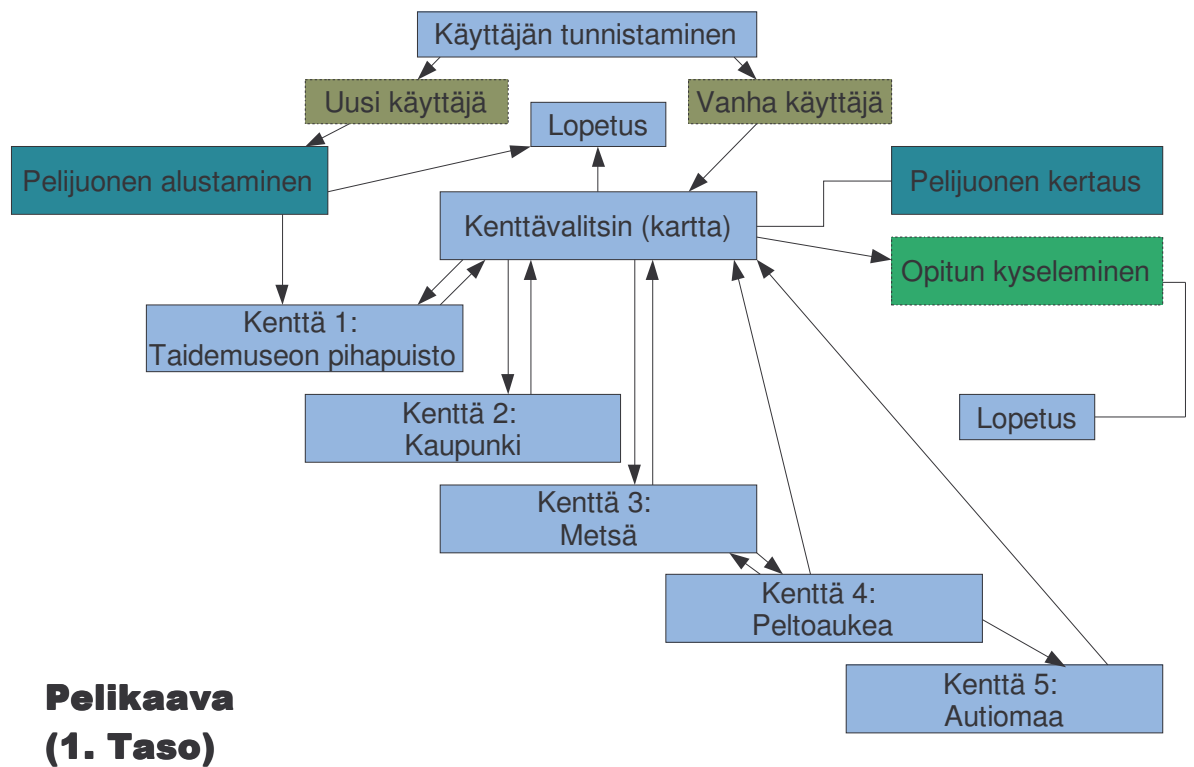 Käyttäjän tunnistaminen
Uusi käyttäjä
Vanha käyttäjä
Lopetus
Pelijuonen alustaminen
Pelijuonen kertaus
Kenttävalitsin (kartta)
Opitun kyseleminen
Kenttä 1:
Taidemuseon pihapuisto
Kenttä 2:
Kaupunki
Lopetus
Kenttä 3:
Metsä
Kenttä 4:
Peltoaukea
Kenttä 5:
Autiomaa
Pelikaava
(1. Taso)